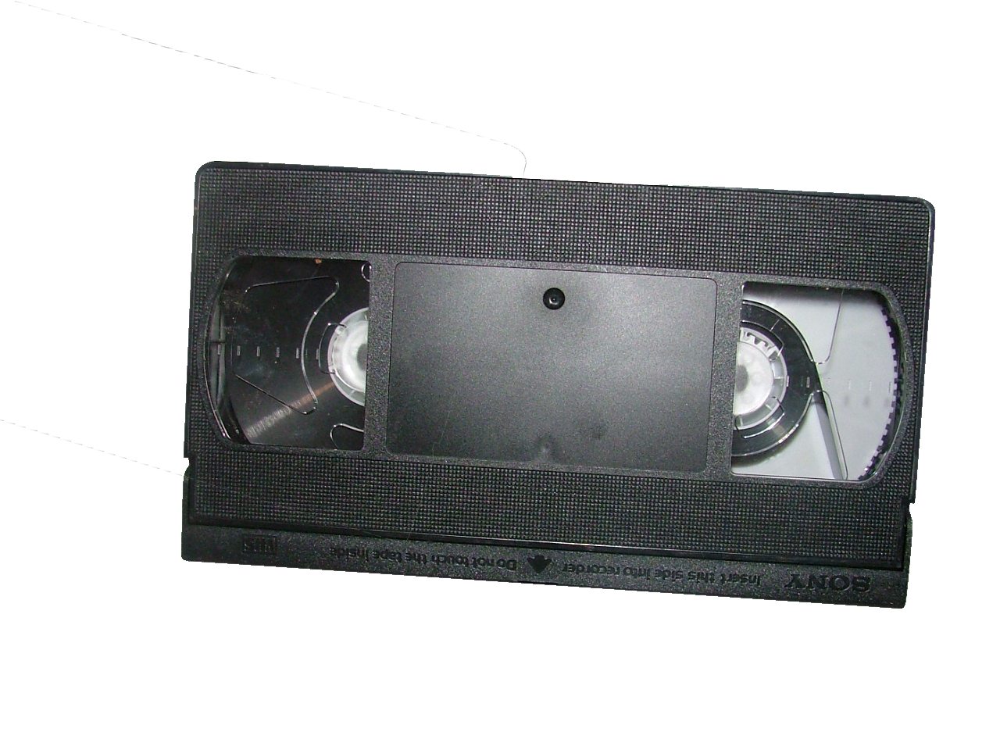 SONY
Insert this side into recorder
Do not touch the tape inside
VHS